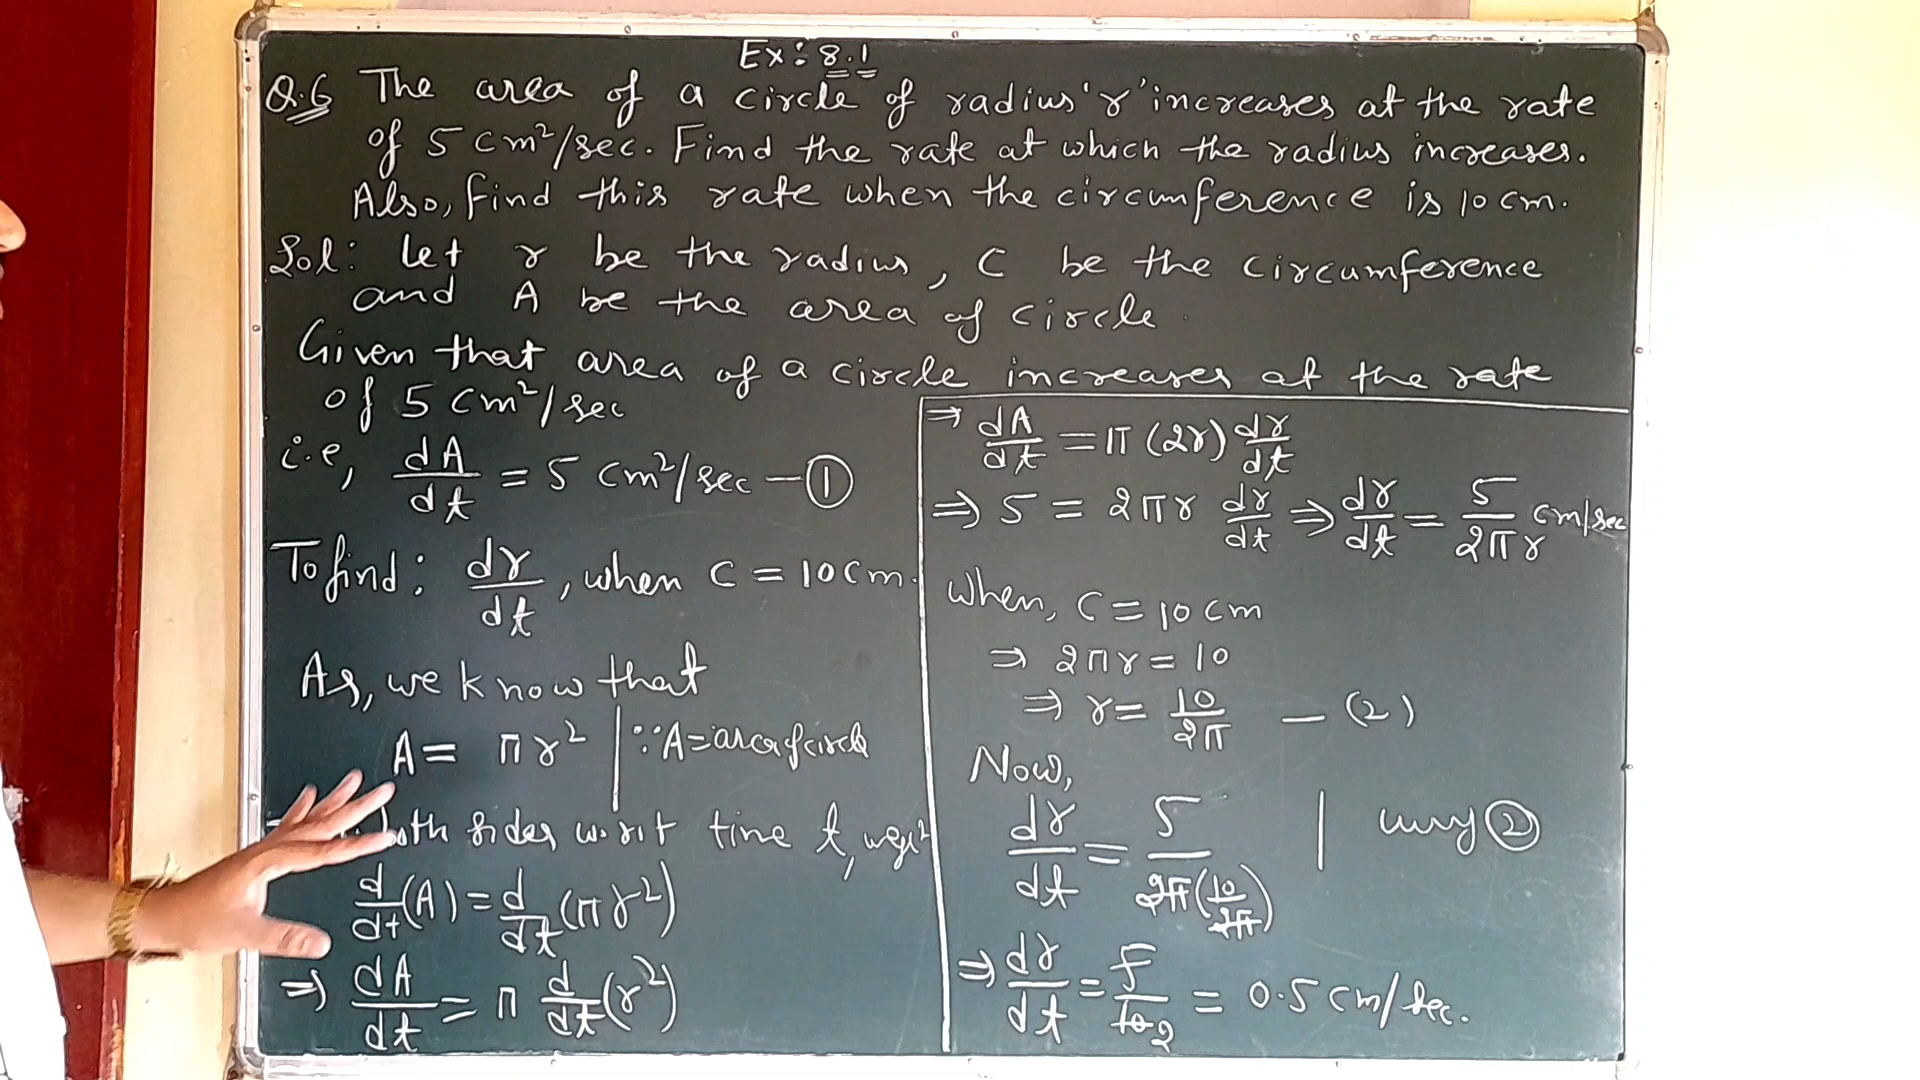 Ex: 8.1
Q.6 The area of a circle of radius 'r' increases at the rate
of 5 cm²/sec. Find the rate at which the radius increases.
Also, find this rate when the circumference is 10 cm.
Sol: Let r be the radius, C be the circumference
and A be the area of circle.
Given that area of a circle increases at the rate
of 5 cm²/sec
i.e, dA/dt = 5 cm²/sec — ①
To find: dr/dt, when C = 10 cm.
As, we know that
A = πr² | ∵ A = area of circle
both sides w.r.t time t, we get
d/dt (A) = d/dt (πr²)
⇒ dA/dt = π d/dt (r²)
⇒ dA/dt = π (2r) dr/dt
⇒ 5 = 2πr dr/dt ⇒ dr/dt = 5/2πr cm/sec
When, C = 10 cm
⇒ 2πr = 10
⇒ r = 10/2π — (2)
Now,
dr/dt = 5/2π(10/2π) | using ②
⇒ dr/dt = 5/10 2 = 0.5 cm/sec.